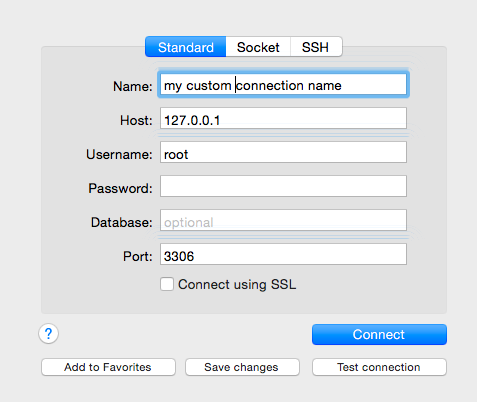 Standard Socket SSH
Name: my custom connection name
Host: 127.0.0.1
Username: root
Password:
Database: optional
Port: 3306
Connect using SSL
? Connect
Add to Favorites Save changes Test connection